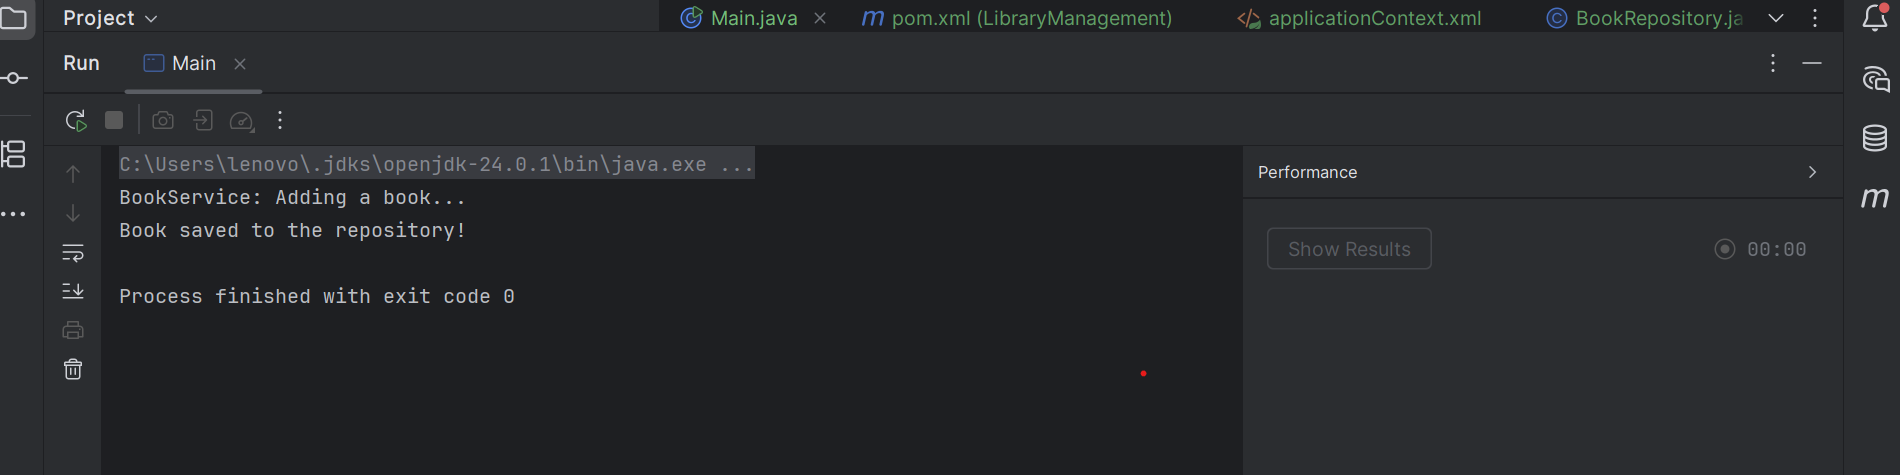 Project
Main.java
pom.xml (LibraryManagement)
applicationContext.xml
BookRepository.ja
Run
Main
C:\Users\lenovo\.jdks\openjdk-24.0.1\bin\java.exe ...
BookService: Adding a book...
Book saved to the repository!
Process finished with exit code 0
Performance
Show Results
00:00